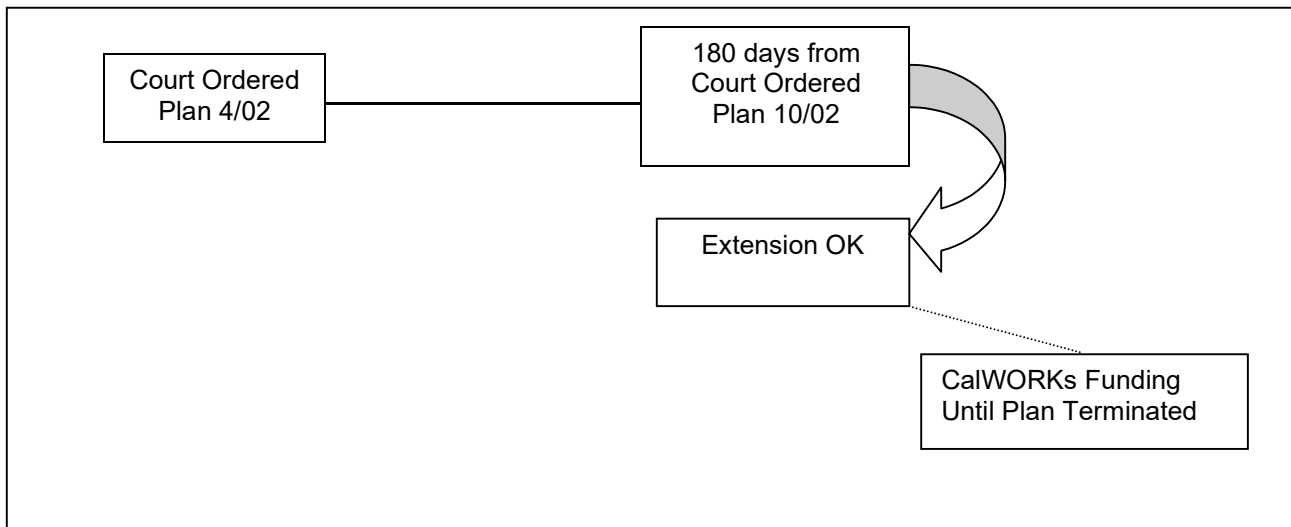 Court Ordered
Plan 4/02
180 days from
Court Ordered
Plan 10/02
Extension OK
CalWORKs Funding
Until Plan Terminated